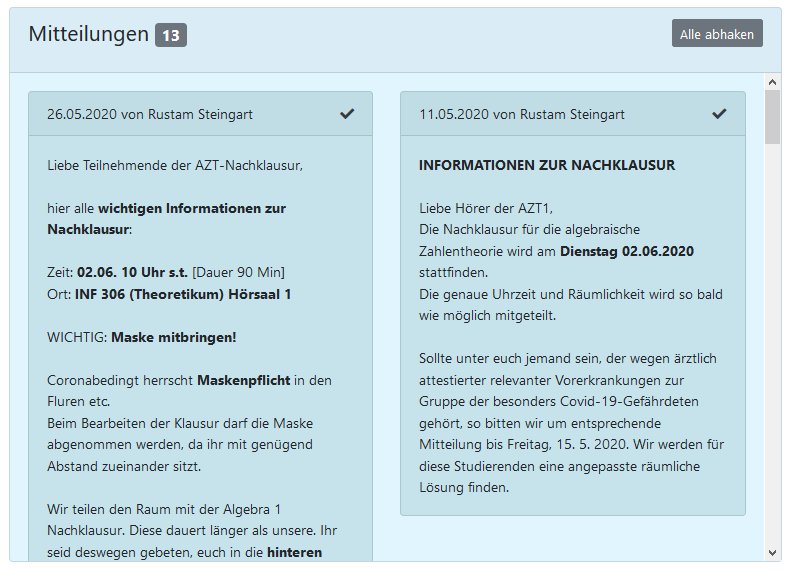 Mitteilungen 13
Alle abhaken
26.05.2020 von Rustam Steingart
Liebe Teilnehmende der AZT-Nachklausur,
hier alle wichtigen Informationen zur
Nachklausur:
Zeit: 02.06. 10 Uhr s.t. [Dauer 90 Min]
Ort: INF 306 (Theoretikum) Hörsaal 1
WICHTIG: Maske mitbringen!
Coronabedingt herrscht Maskenpflicht in den
Fluren etc.
Beim Bearbeiten der Klausur darf die Maske
abgenommen werden, da ihr mit genügend
Abstand zueinander sitzt.
Wir teilen den Raum mit der Algebra 1
Nachklausur. Diese dauert länger als unsere. Ihr
seid deswegen gebeten, euch in die hinteren
11.05.2020 von Rustam Steingart
INFORMATIONEN ZUR NACHKLAUSUR
Liebe Hörer der AZT1,
Die Nachklausur für die algebraische
Zahlentheorie wird am Dienstag 02.06.2020
stattfinden.
Die genaue Uhrzeit und Räumlichkeit wird so bald
wie möglich mitgeteilt.
Sollte unter euch jemand sein, der wegen ärztlich
attestierter relevanter Vorerkrankungen zur
Gruppe der besonders Covid-19-Gefährdeten
gehört, so bitten wir um entsprechende
Mitteilung bis Freitag, 15. 5. 2020. Wir werden für
diese Studierenden eine angepasste räumliche
Lösung finden.